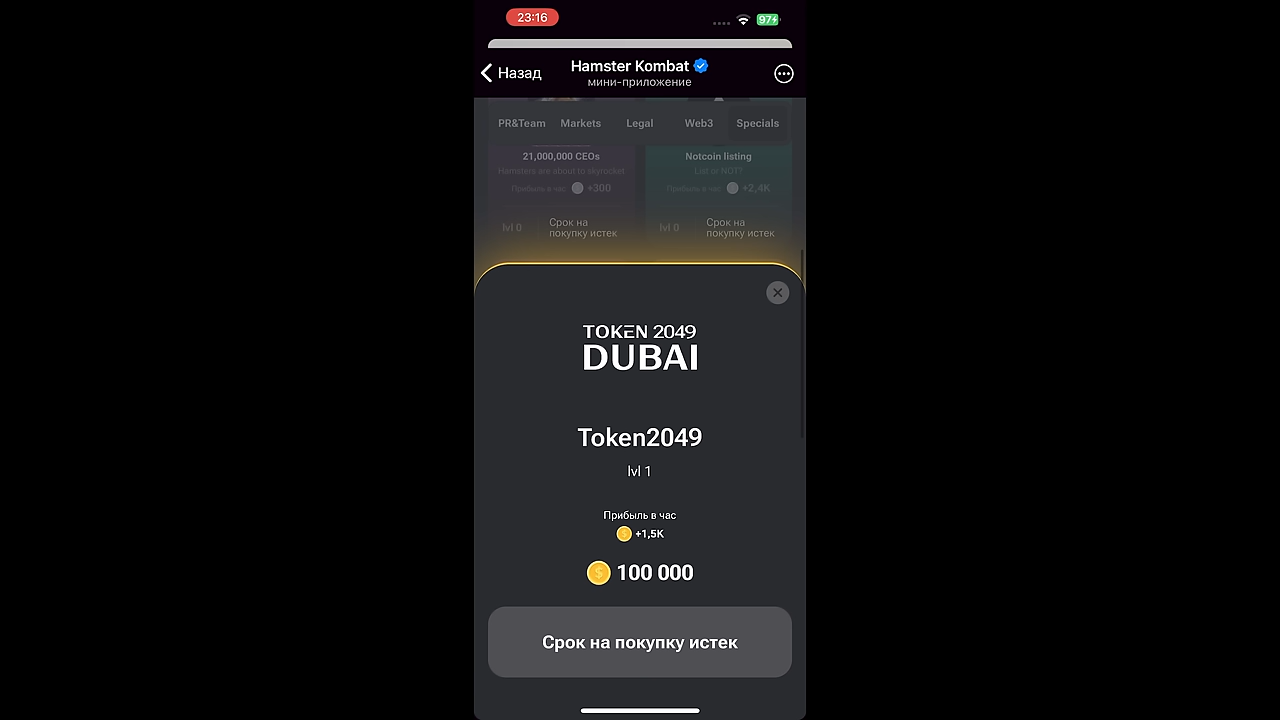 23:16
97
Назад
Hamster Kombat
мини-приложение
PR&Team Markets Legal Web3 Specials
21,000,000 CEOs
Hamsters are about to skyrocket
Прибыль в час +300
lvl 0
Срок на
покупку истек
Notcoin listing
List or NOT?
Прибыль в час +2,4K
lvl 0
Срок на
покупку истек
TOKEN 2049
DUBAI
Token2049
lvl 1
Прибыль в час
+1,5K
100 000
Срок на покупку истек